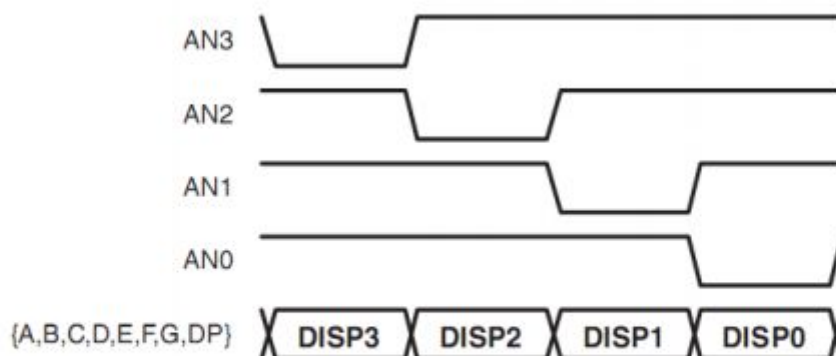 AN3
AN2
AN1
AN0
{A,B,C,D,E,F,G,DP} DISP3 DISP2 DISP1 DISP0